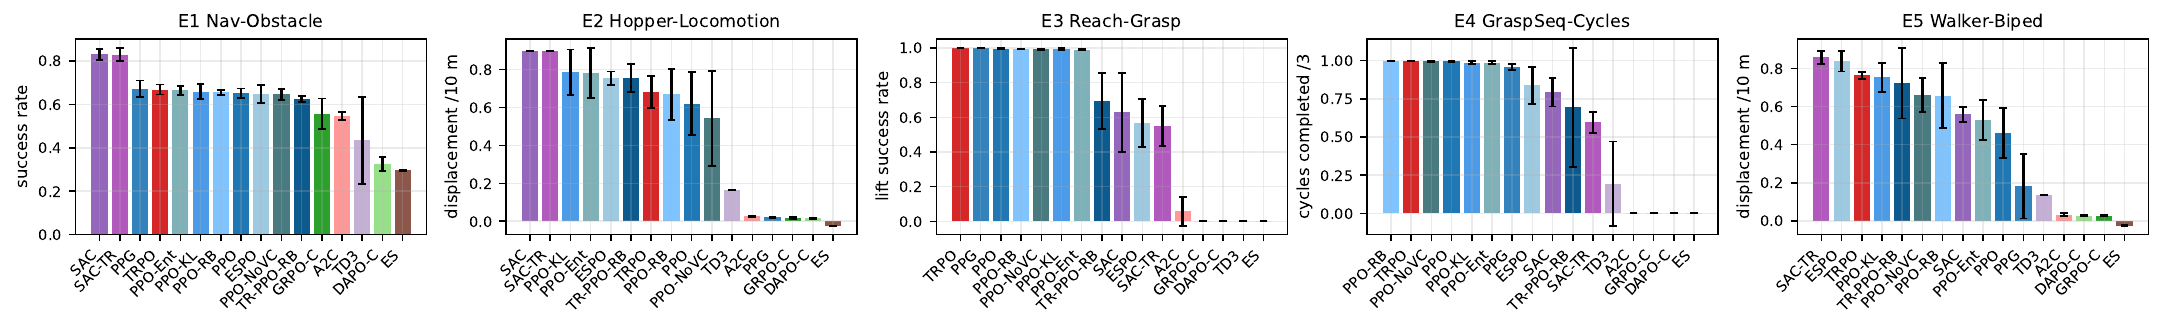 E1 Nav-Obstacle
success rate
0.8
0.6
0.4
0.2
0.0
SAC
SAC-TR
PPG
TRPO
PPO-Ent
PPO-KL
PPO-RB
PPO
ESPO
PPO-NoVC
TR-PPO-RB
GRPO-C
A2C
TD3
DAPO-C
ES
E2 Hopper-Locomotion
displacement /10 m
0.8
0.6
0.4
0.2
0.0
SAC
SAC-TR
PPO-KL
PPO-Ent
ESPO
TR-PPO-RB
TRPO
PPO-RB
PPO
PPO-NoVC
TD3
A2C
PPG
GRPO-C
DAPO-C
ES
E3 Reach-Grasp
lift success rate
1.0
0.8
0.6
0.4
0.2
0.0
TRPO
PPG
PPO
PPO-RB
PPO-NoVC
PPO-KL
PPO-Ent
TR-PPO-RB
SAC
ESPO
SAC-TR
A2C
GRPO-C
DAPO-C
TD3
ES
E4 GraspSeq-Cycles
cycles completed /3
1.00
0.75
0.50
0.25
0.00
PPO-RB
TRPO
PPO-NoVC
PPO
PPO-KL
PPO-Ent
PPG
ESPO
SAC
TR-PPO-RB
SAC-TR
TD3
A2C
GRPO-C
DAPO-C
ES
E5 Walker-Biped
displacement /10 m
0.8
0.6
0.4
0.2
0.0
SAC-TR
ESPO
TRPO
PPO-KL
TR-PPO-RB
PPO-NoVC
PPO-RB
SAC
PPO-Ent
PPO
PPG
TD3
A2C
DAPO-C
GRPO-C
ES